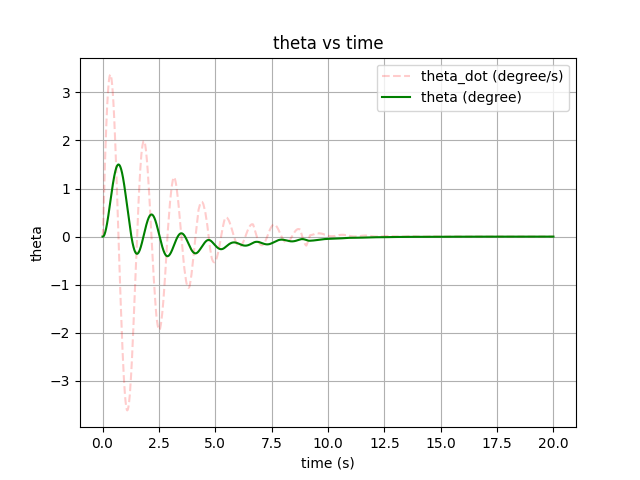 theta vs time
theta_dot (degree/s)
theta (degree)
3
2
1
0
−1
−2
−3
theta
0.0 2.5 5.0 7.5 10.0 12.5 15.0 17.5 20.0
time (s)